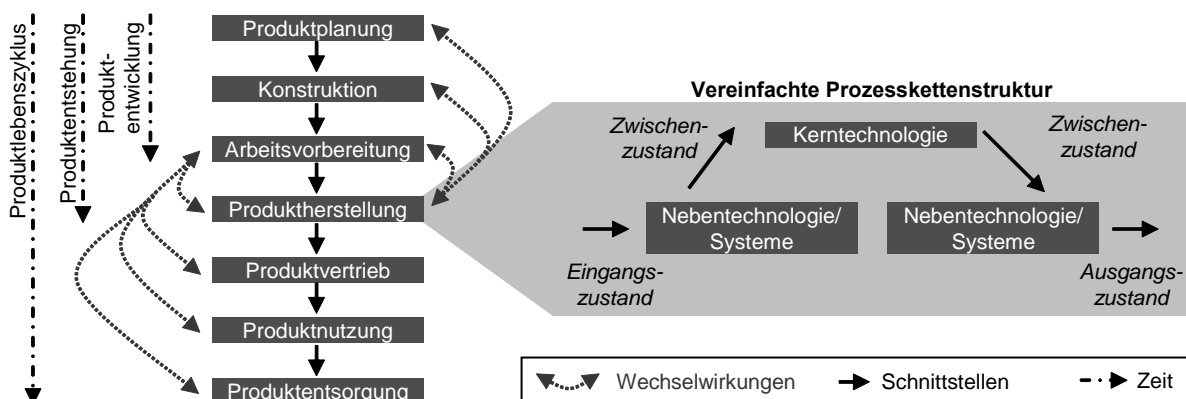 Produktlebenszyklus
Produktentstehung
Produkt-
entwicklung
Produktplanung
Konstruktion
Arbeitsvorbereitung
Produktherstellung
Produktvertrieb
Produktnutzung
Produktentsorgung
Vereinfachte Prozesskettenstruktur
Zwischen-
zustand
Kerntechnologie
Zwischen-
zustand
Nebentechnologie/
Systeme
Nebentechnologie/
Systeme
Eingangs-
zustand
Ausgangs-
zustand
Wechselwirkungen
Schnittstellen
Zeit